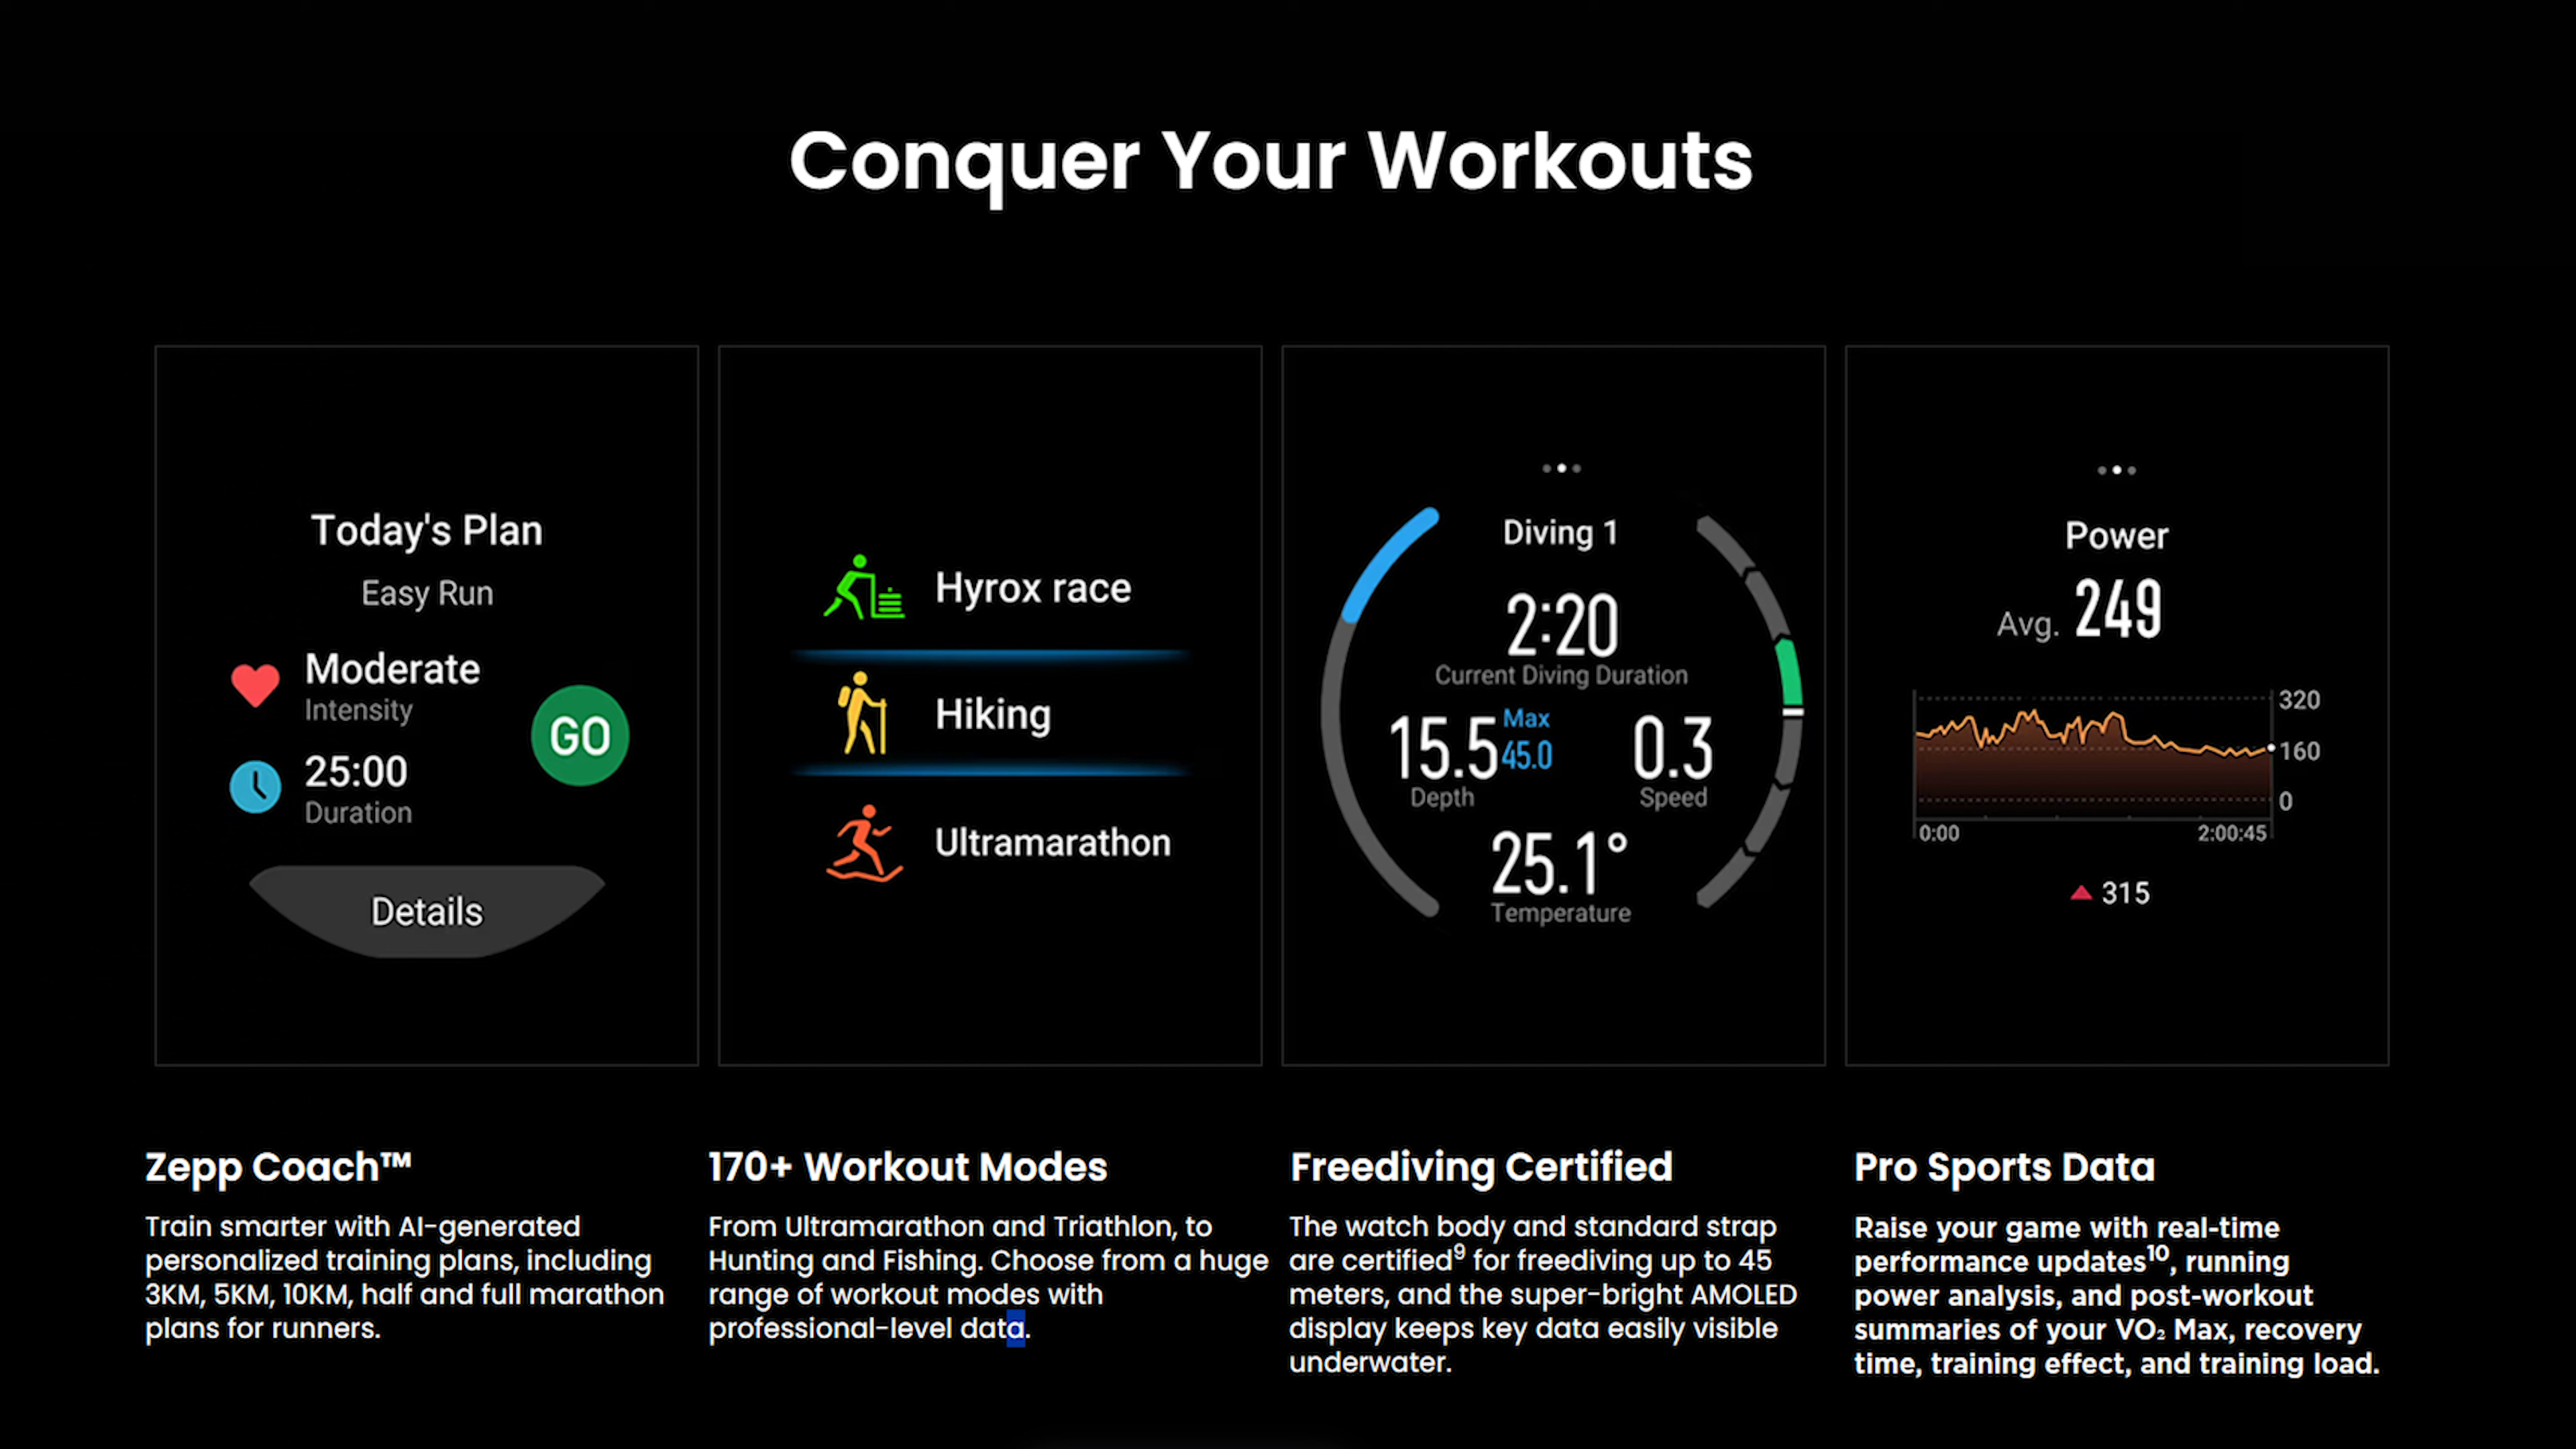 Conquer Your Workouts
Today's Plan
Easy Run
Moderate
Intensity
25:00
Duration
GO
Details
Hyrox race
Hiking
Ultramarathon
Diving 1
2:20
Current Diving Duration
15.5 Max 45.0
Depth
0.3
Speed
25.1°
Temperature
Power
Avg. 249
320
160
0
0:00 2:00:45
315
Zepp Coach™
Train smarter with AI-generated
personalized training plans, including
3KM, 5KM, 10KM, half and full marathon
plans for runners.
170+ Workout Modes
From Ultramarathon and Triathlon, to
Hunting and Fishing. Choose from a huge
range of workout modes with
professional-level data.
Freediving Certified
The watch body and standard strap
are certified⁹ for freediving up to 45
meters, and the super-bright AMOLED
display keeps key data easily visible
underwater.
Pro Sports Data
Raise your game with real-time
performance updates¹⁰, running
power analysis, and post-workout
summaries of your VO₂ Max, recovery
time, training effect, and training load.